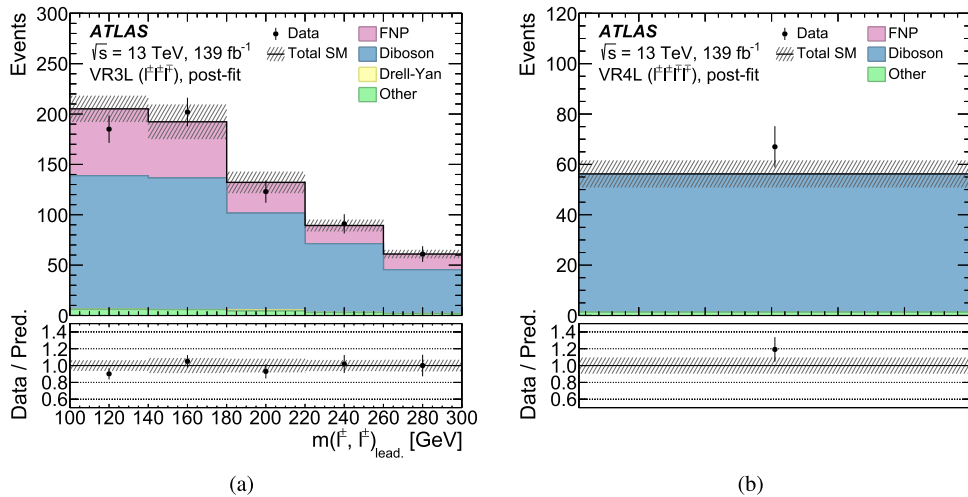 Events
300
250
200
150
100
50
0
ATLAS
√s = 13 TeV, 139 fb⁻¹
VR3L (l±l±l∓), post-fit
Data
Total SM
FNP
Diboson
Drell-Yan
Other
Data / Pred.
1.4
1.2
1.0
0.8
0.6
100 120 140 160 180 200 220 240 260 280 300
m(l±, l±)lead. [GeV]
(a)
Events
120
100
80
60
40
20
0
ATLAS
√s = 13 TeV, 139 fb⁻¹
VR4L (l±l±l∓l∓), post-fit
Data
Total SM
FNP
Diboson
Other
Data / Pred.
1.4
1.2
1.0
0.8
0.6
(b)